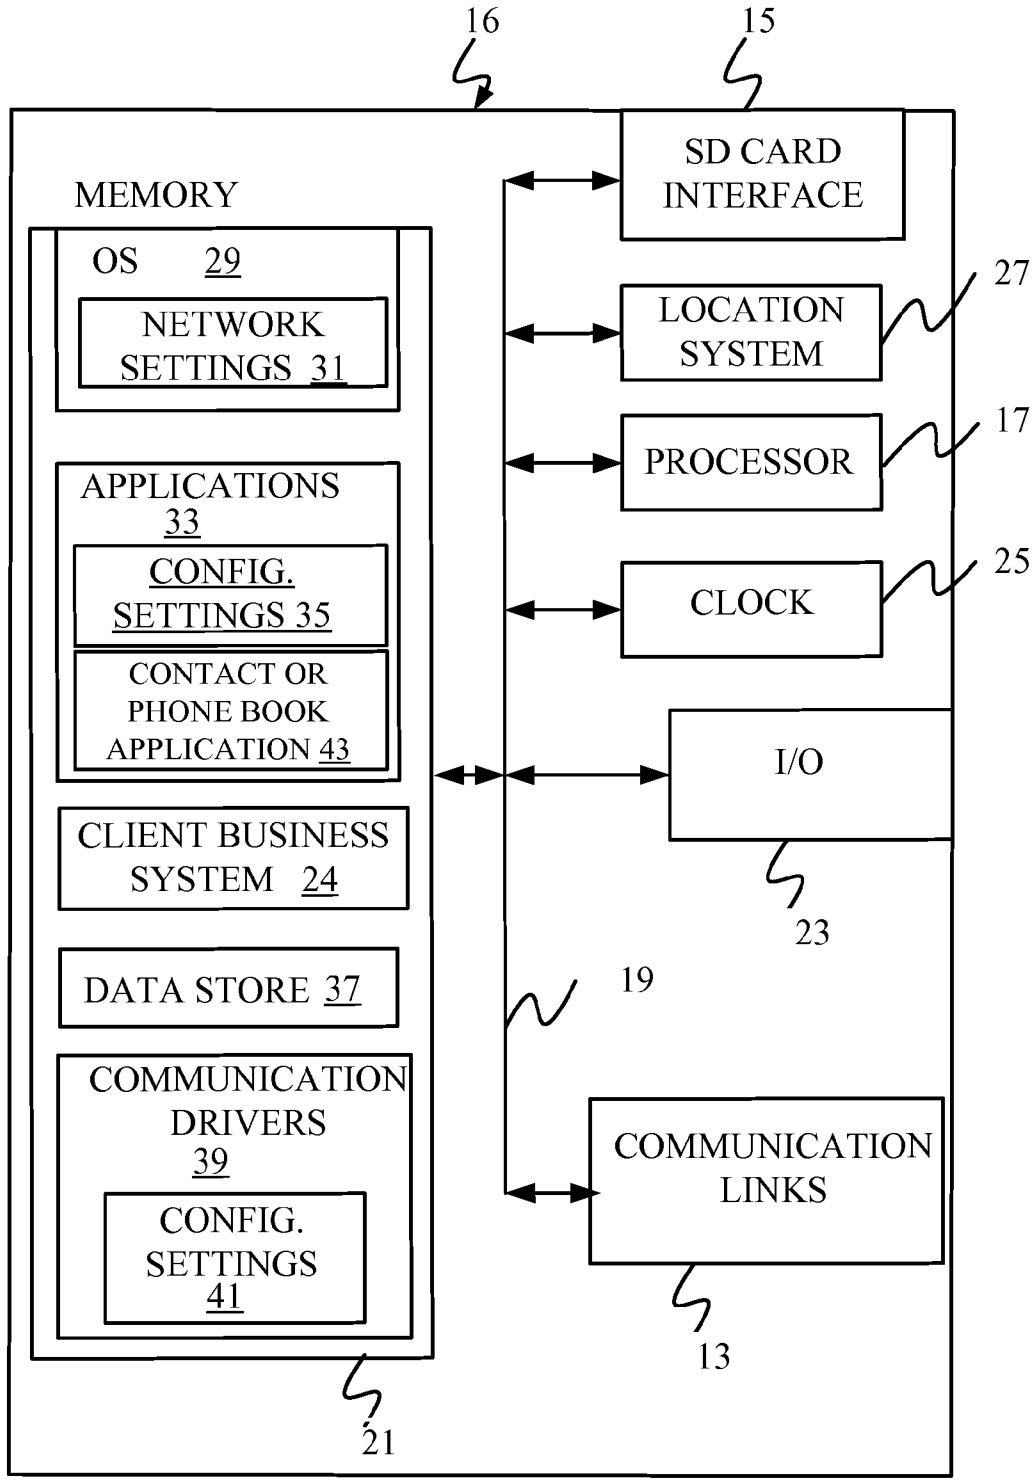 16
15
SD CARD
INTERFACE
MEMORY
OS 29
NETWORK
SETTINGS 31
LOCATION
SYSTEM
27
PROCESSOR
17
APPLICATIONS
33
CONFIG.
SETTINGS 35
CONTACT OR
PHONE BOOK
APPLICATION 43
CLOCK
25
I/O
23
CLIENT BUSINESS
SYSTEM 24
DATA STORE 37
19
COMMUNICATION
DRIVERS
39
CONFIG.
SETTINGS
41
COMMUNICATION
LINKS
13
21